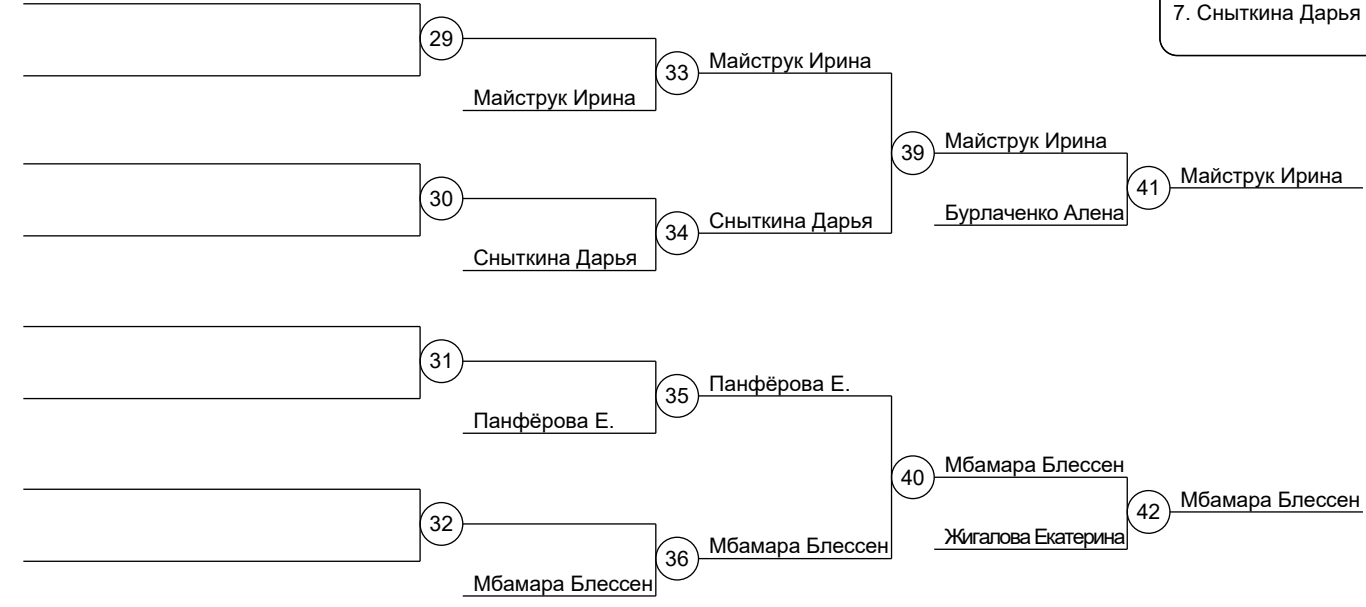 7. Сныткина Дарья
29
33
Майструк Ирина
Майструк Ирина
39
Майструк Ирина
41
Майструк Ирина
30
34
Сныткина Дарья
Бурлаченко Алена
Сныткина Дарья
31
35
Панфёрова Е.
Панфёрова Е.
40
Мбамара Блессен
42
Мбамара Блессен
32
36
Мбамара Блессен
Жигалова Екатерина
Мбамара Блессен